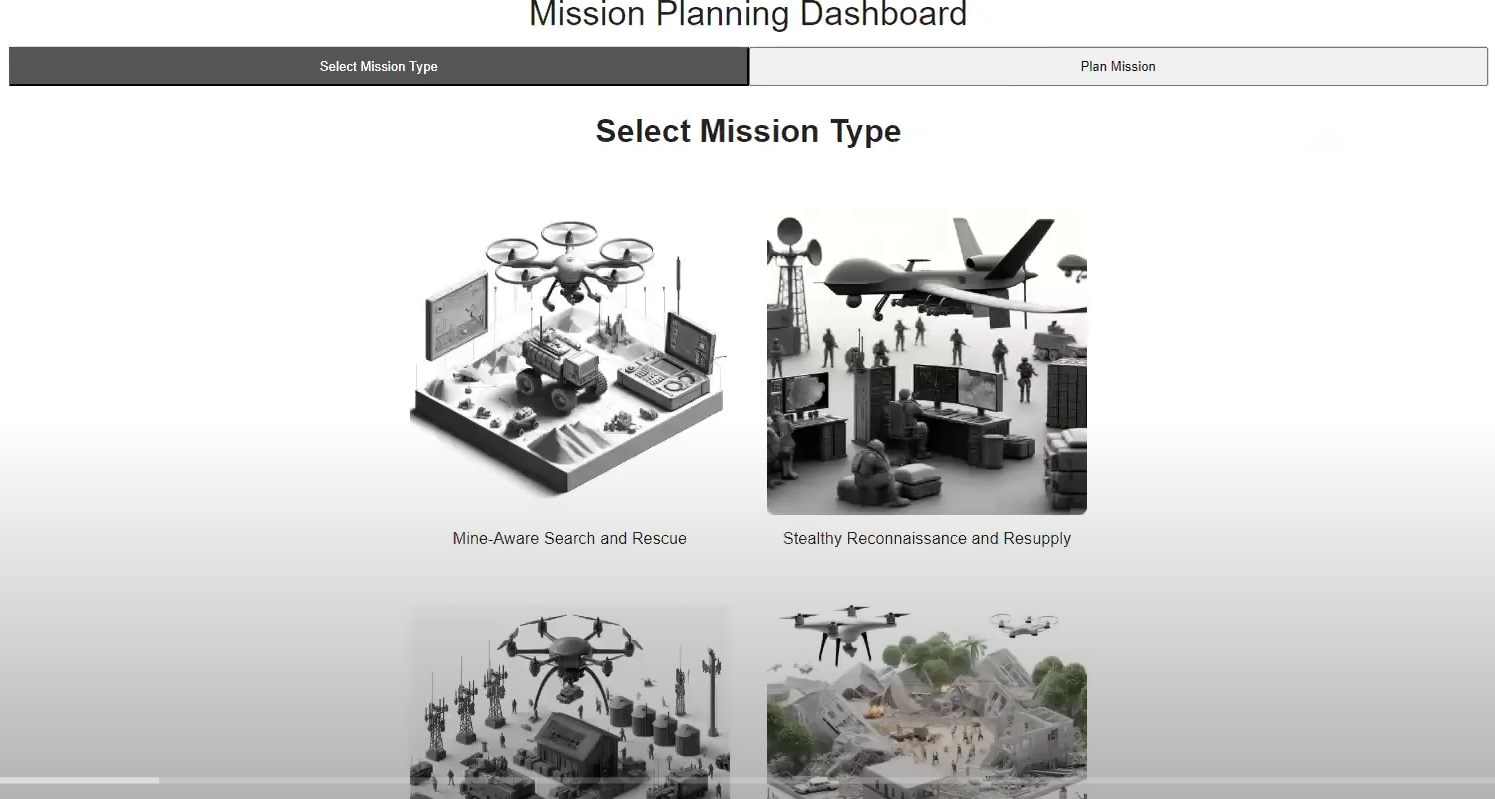 Mission Planning Dashboard
Select Mission Type
Plan Mission
Select Mission Type
Mine-Aware Search and Rescue
Stealthy Reconnaissance and Resupply